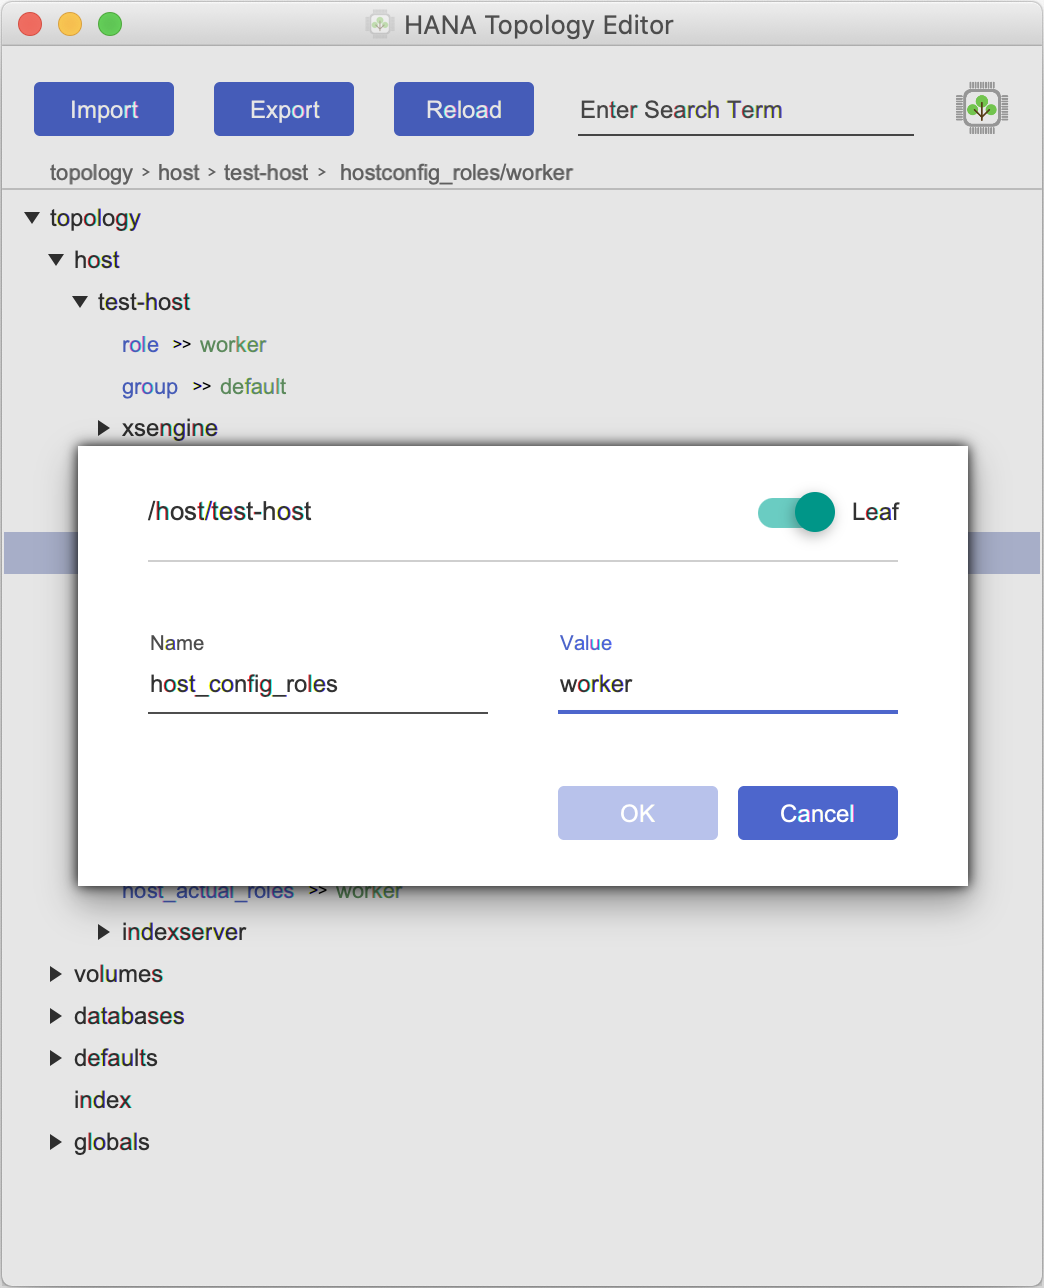 HANA Topology Editor
Import Export Reload Enter Search Term
topology > host > test-host > hostconfig_roles/worker
topology
host
test-host
role >> worker
group >> default
xsengine
/host/test-host Leaf
Name Value
host_config_roles worker
OK Cancel
host_actual_roles >> worker
indexserver
volumes
databases
defaults
index
globals